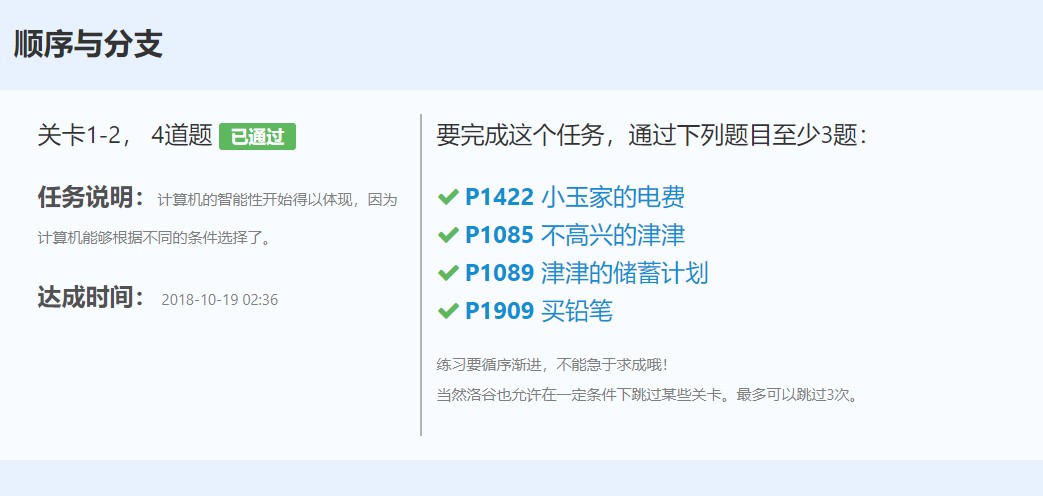 顺序与分支
关卡1-2， 4道题 已通过
任务说明： 计算机的智能性开始得以体现，因为
计算机能够根据不同的条件选择了。
达成时间： 2018-10-19 02:36
要完成这个任务，通过下列题目至少3题：
P1422 小玉家的电费
P1085 不高兴的津津
P1089 津津的储蓄计划
P1909 买铅笔
练习要循序渐进，不能急于求成哦！
当然洛谷也允许在一定条件下跳过某些关卡。最多可以跳过3次。